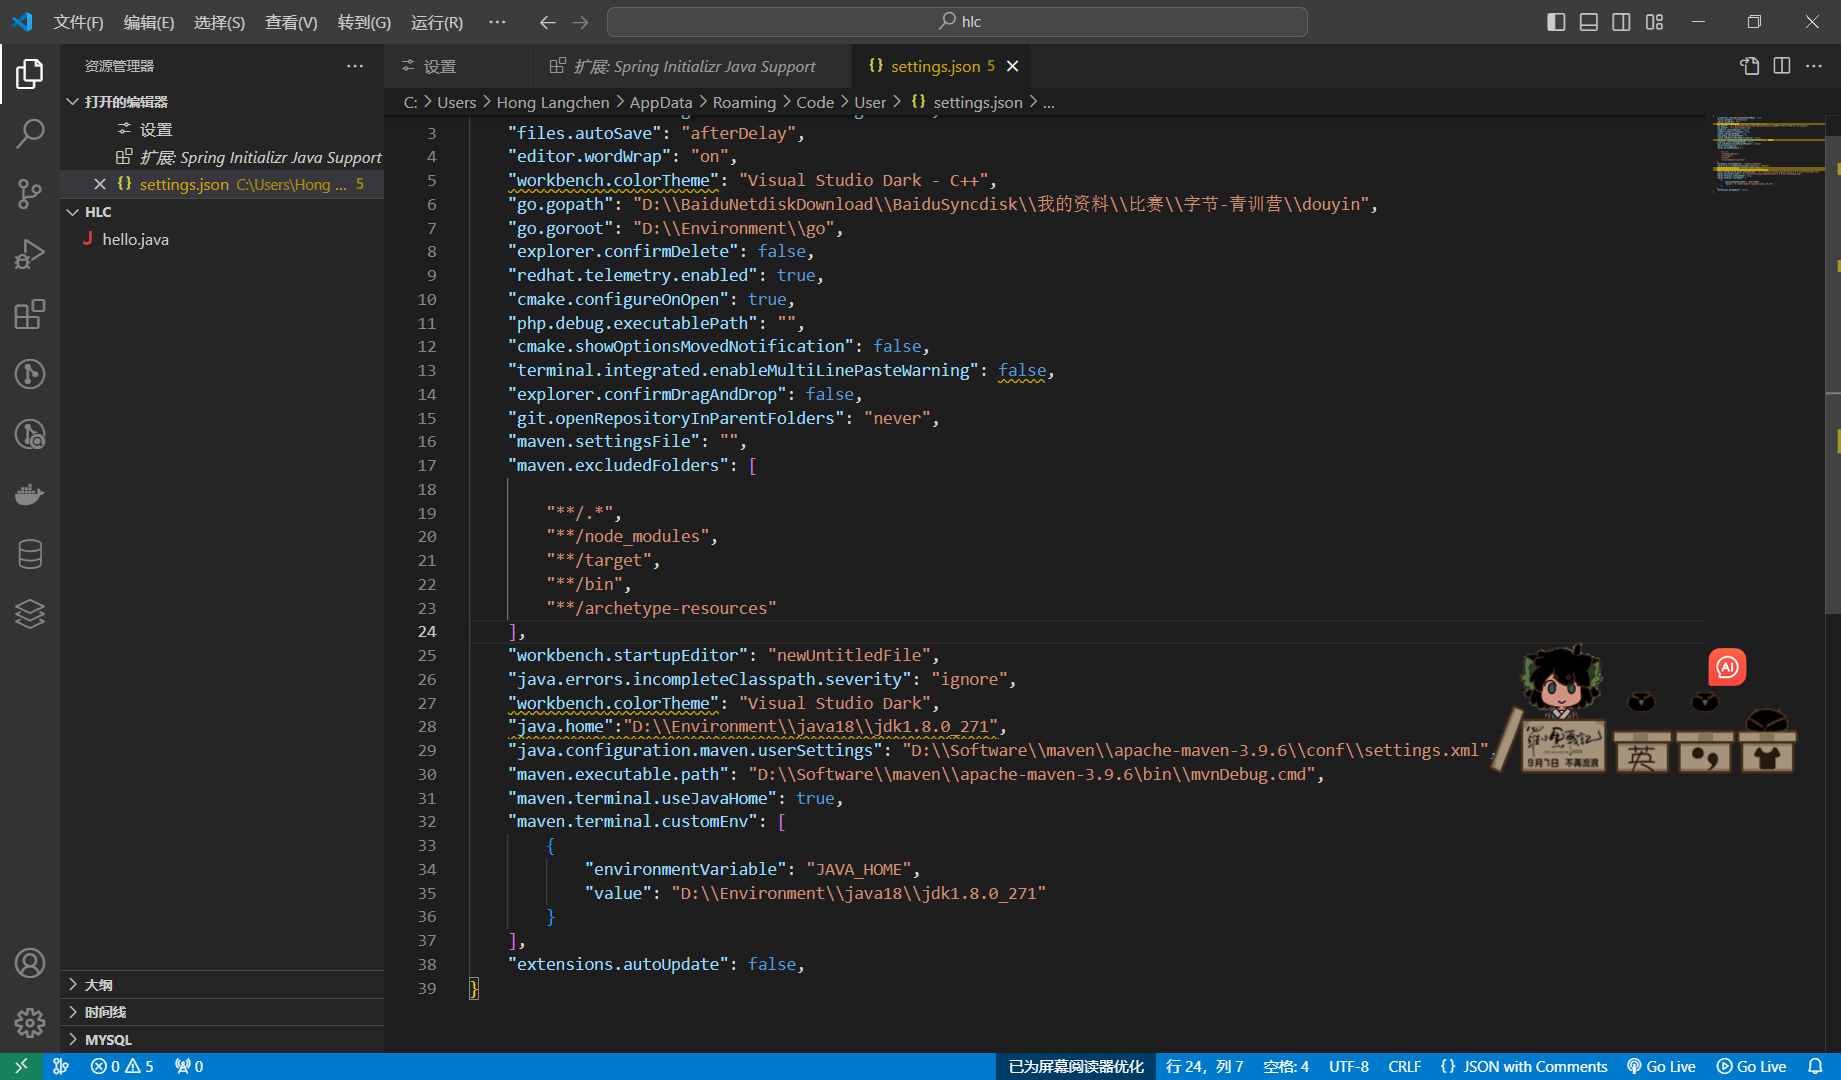 文件(F) 编辑(E) 选择(S) 查看(V) 转到(G) 运行(R) ···
hlc
资源管理器
打开的编辑器
设置
扩展: Spring Initializr Java Support
settings.json C:\Users\Hong ... 5
HLC
hello.java
大纲
时间线
MYSQL
设置
扩展: Spring Initializr Java Support
settings.json 5
C: > Users > Hong Langchen > AppData > Roaming > Code > User > {} settings.json > ...
3 "files.autoSave": "afterDelay",
4 "editor.wordWrap": "on",
5 "workbench.colorTheme": "Visual Studio Dark - C++",
6 "go.gopath": "D:\\BaiduNetdiskDownload\\BaiduSyncdisk\\我的资料\\比赛\\字节-青训营\\douyin",
7 "go.goroot": "D:\\Environment\\go",
8 "explorer.confirmDelete": false,
9 "redhat.telemetry.enabled": true,
10 "cmake.configureOnOpen": true,
11 "php.debug.executablePath": "",
12 "cmake.showOptionsMovedNotification": false,
13 "terminal.integrated.enableMultiLinePasteWarning": false,
14 "explorer.confirmDragAndDrop": false,
15 "git.openRepositoryInParentFolders": "never",
16 "maven.settingsFile": "",
17 "maven.excludedFolders": [
18
19 "**/.*",
20 "**/node_modules",
21 "**/target",
22 "**/bin",
23 "**/archetype-resources"
24 ],
25 "workbench.startupEditor": "newUntitledFile",
26 "java.errors.incompleteClasspath.severity": "ignore",
27 "workbench.colorTheme": "Visual Studio Dark",
28 "java.home":"D:\\Environment\\java18\\jdk1.8.0_271",
29 "java.configuration.maven.userSettings": "D:\\Software\\maven\\apache-maven-3.9.6\\conf\\settings.xml",
30 "maven.executable.path": "D:\\Software\\maven\\apache-maven-3.9.6\bin\\mvnDebug.cmd",
31 "maven.terminal.useJavaHome": true,
32 "maven.terminal.customEnv": [
33 {
34 "environmentVariable": "JAVA_HOME",
35 "value": "D:\\Environment\\java18\\jdk1.8.0_271"
36 }
37 ],
38 "extensions.autoUpdate": false,
39 }
AI
羅小黑戰記
9月7日 不再流浪
英
0 5 0
已为屏幕阅读器优化 行 24，列 7 空格: 4 UTF-8 CRLF {} JSON with Comments Go Live Go Live